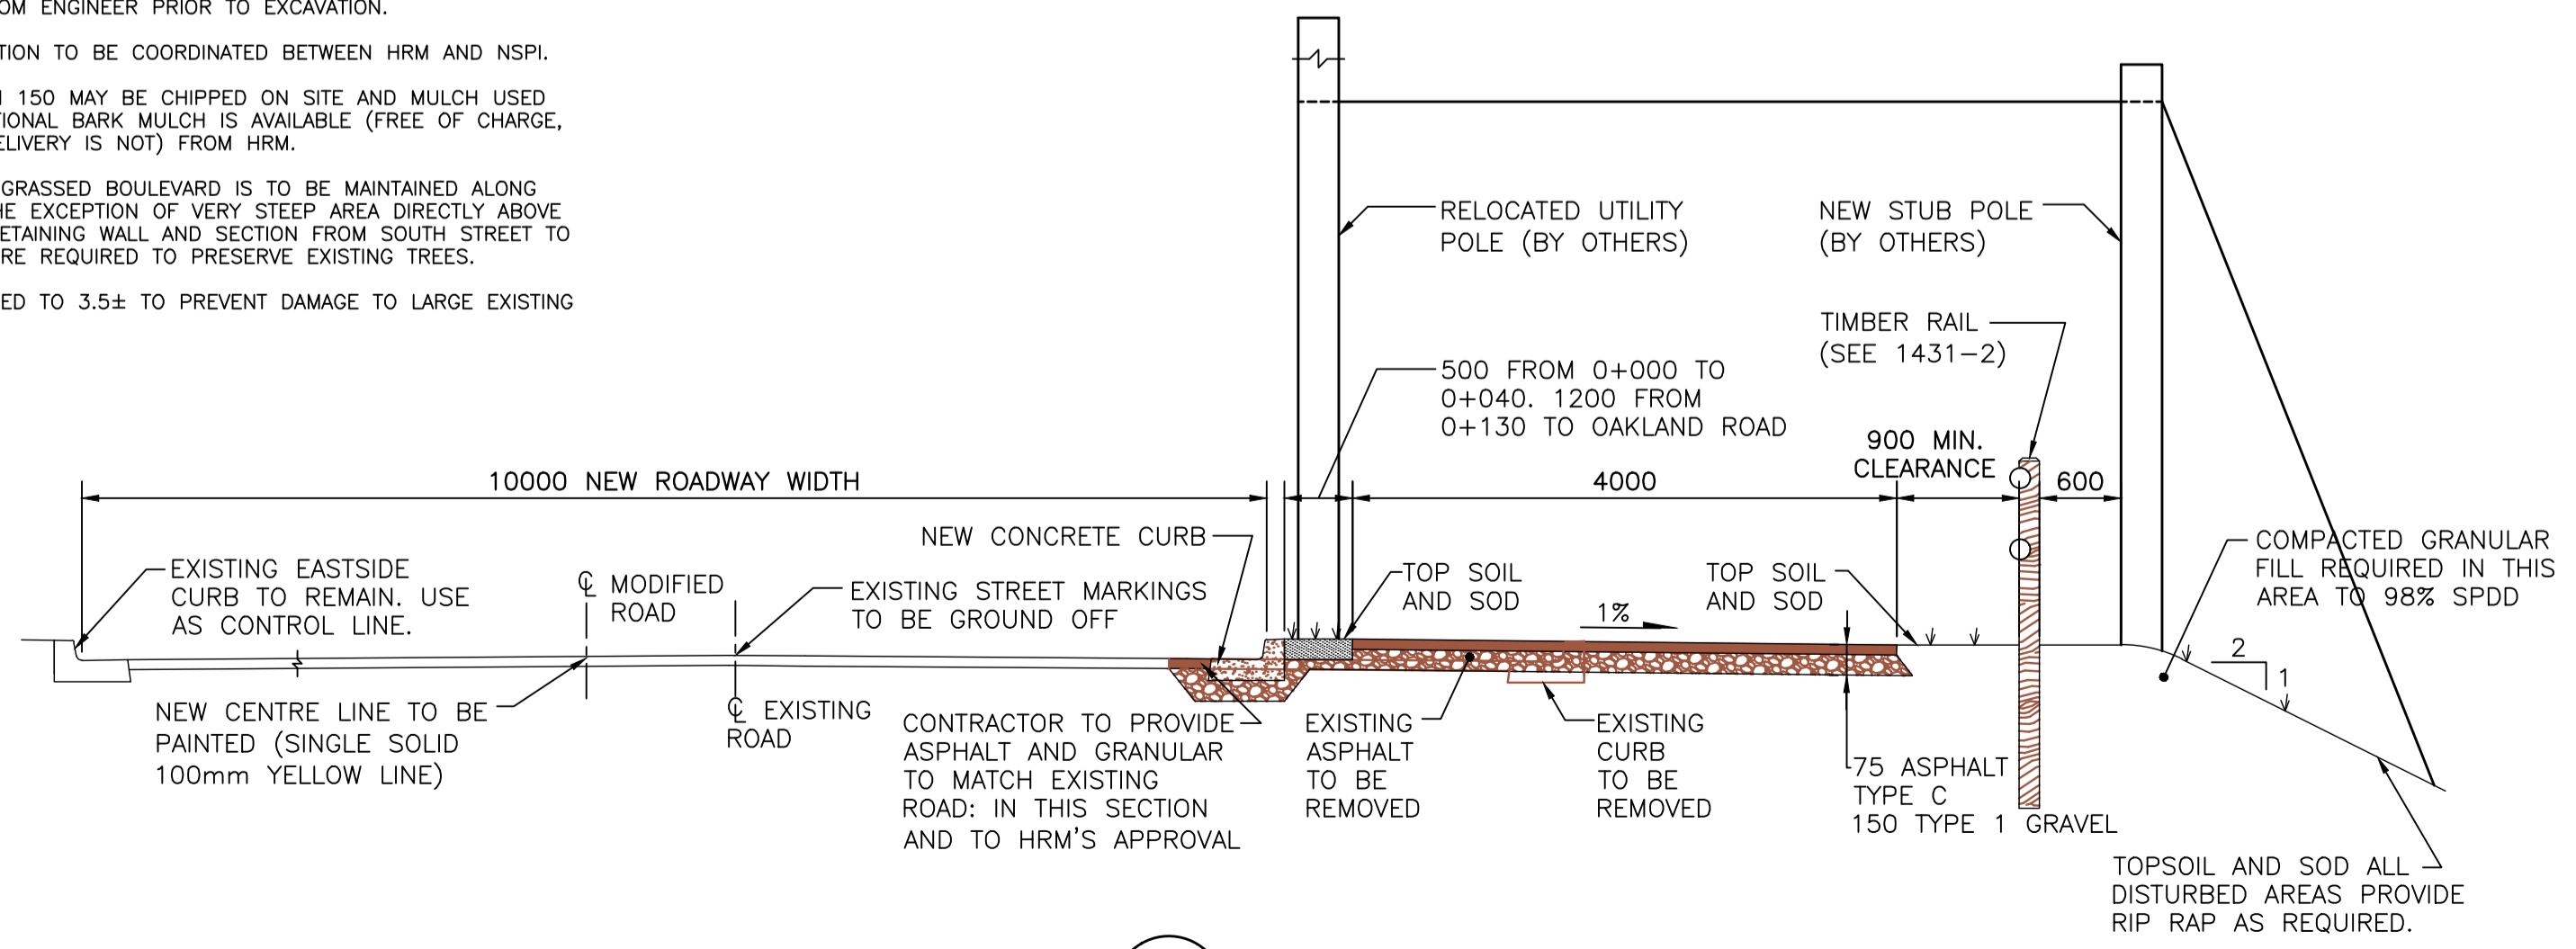 ENGINEER PRIOR TO EXCAVATION.
TO BE COORDINATED BETWEEN HRM AND NSPI.
150 MAY BE CHIPPED ON SITE AND MULCH USED
BARK MULCH IS AVAILABLE (FREE OF CHARGE,
IS NOT) FROM HRM.
GRASSED BOULEVARD IS TO BE MAINTAINED ALONG
EXCEPTION OF VERY STEEP AREA DIRECTLY ABOVE
WALL AND SECTION FROM SOUTH STREET TO
REQUIRED TO PRESERVE EXISTING TREES.
TO 3.5± TO PREVENT DAMAGE TO LARGE EXISTING
RELOCATED UTILITY
POLE (BY OTHERS)
NEW STUB POLE
(BY OTHERS)
TIMBER RAIL
(SEE 1431-2)
500 FROM 0+000 TO
0+040. 1200 FROM
0+130 TO OAKLAND ROAD
900 MIN.
CLEARANCE
10000 NEW ROADWAY WIDTH
4000
600
NEW CONCRETE CURB
EXISTING EASTSIDE
CURB TO REMAIN. USE
AS CONTROL LINE.
℄ MODIFIED
ROAD
EXISTING STREET MARKINGS
TO BE GROUND OFF
TOP SOIL
AND SOD
1%
TOP SOIL
AND SOD
COMPACTED GRANULAR
FILL REQUIRED IN THIS
AREA TO 98% SPDD
2
1
NEW CENTRE LINE TO BE
PAINTED (SINGLE SOLID
100mm YELLOW LINE)
℄ EXISTING
ROAD
CONTRACTOR TO PROVIDE
ASPHALT AND GRANULAR
TO MATCH EXISTING
ROAD: IN THIS SECTION
AND TO HRM'S APPROVAL
EXISTING
ASPHALT
TO BE
REMOVED
EXISTING
CURB
TO BE
REMOVED
75 ASPHALT
TYPE C
150 TYPE 1 GRAVEL
TOPSOIL AND SOD ALL
DISTURBED AREAS PROVIDE
RIP RAP AS REQUIRED.